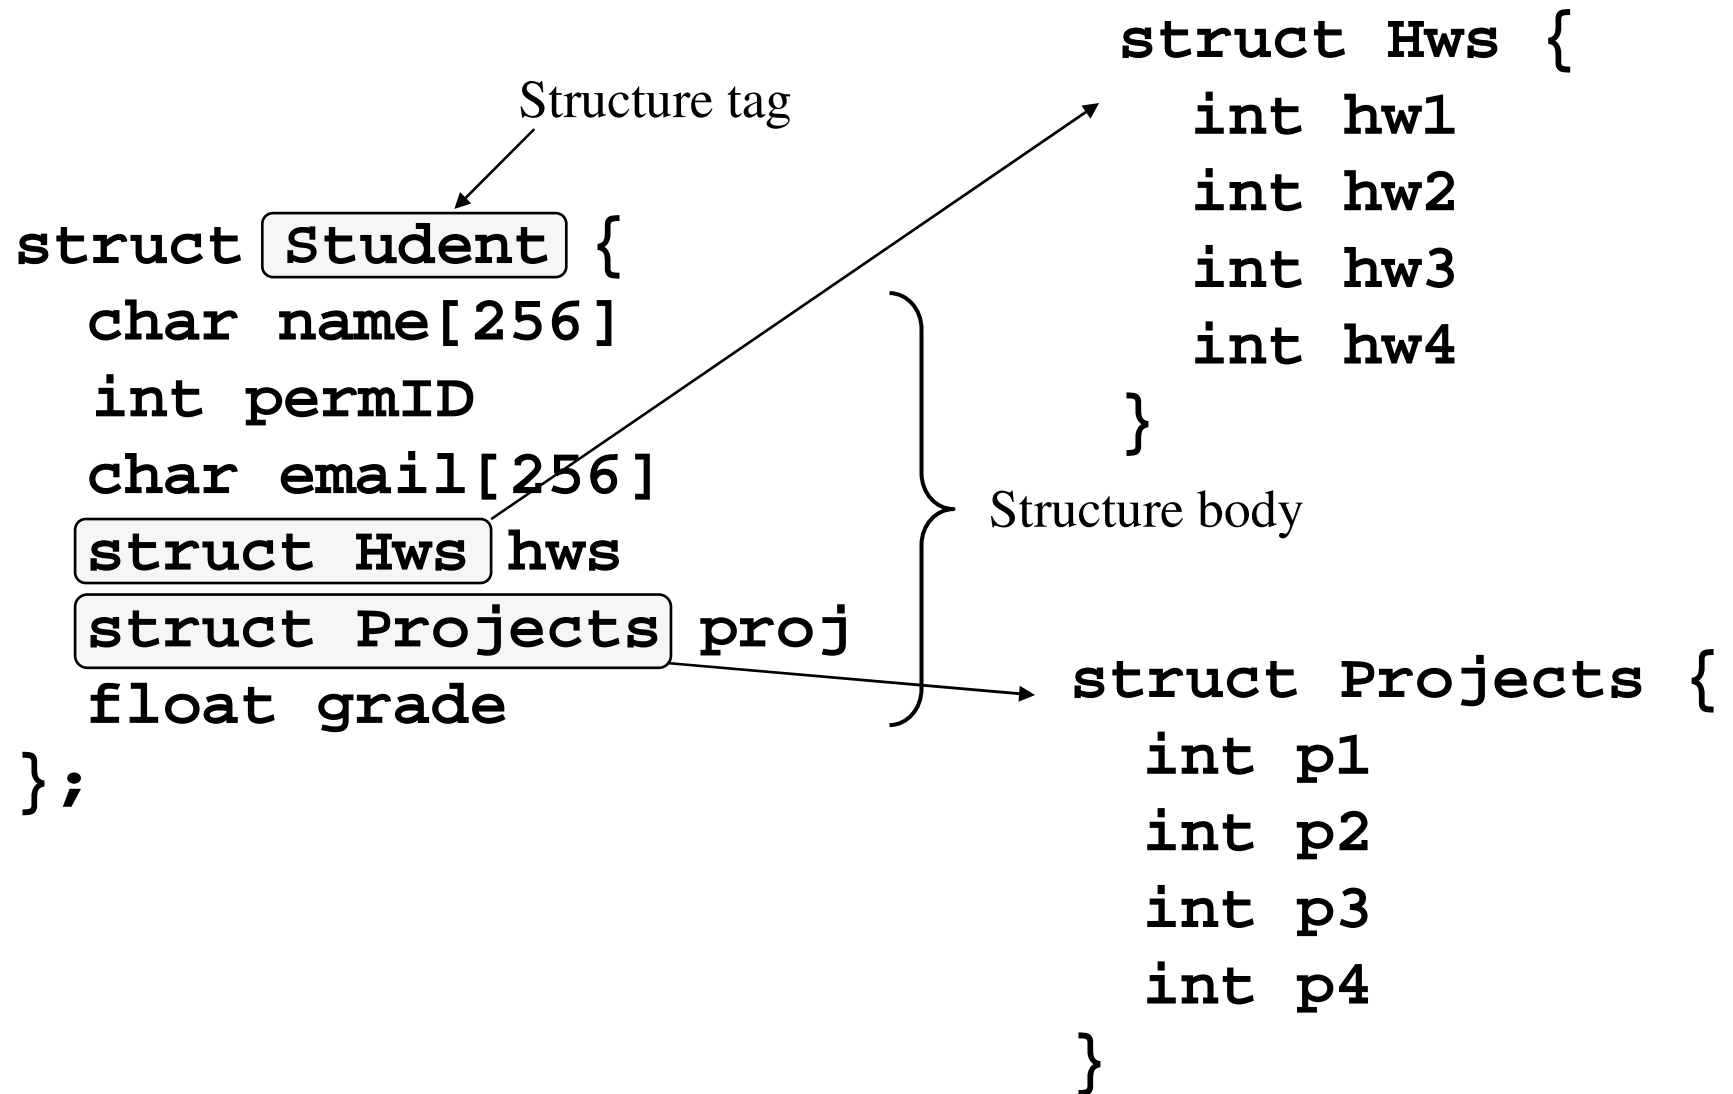 Structure tag
struct Student {
char name[256]
int permID
char email[256]
struct Hws hws
struct Projects proj
float grade
};
Structure body
struct Hws {
int hw1
int hw2
int hw3
int hw4
}
struct Projects {
int p1
int p2
int p3
int p4
}